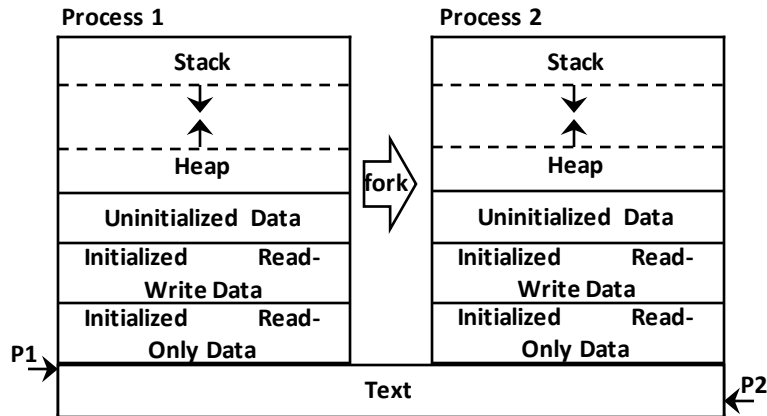 Process 1
Process 2
Stack
Stack
Heap
Heap
fork
Uninitialized Data
Uninitialized Data
Initialized Read-
Write Data
Initialized Read-
Write Data
Initialized Read-
Only Data
Initialized Read-
Only Data
P1
Text
P2